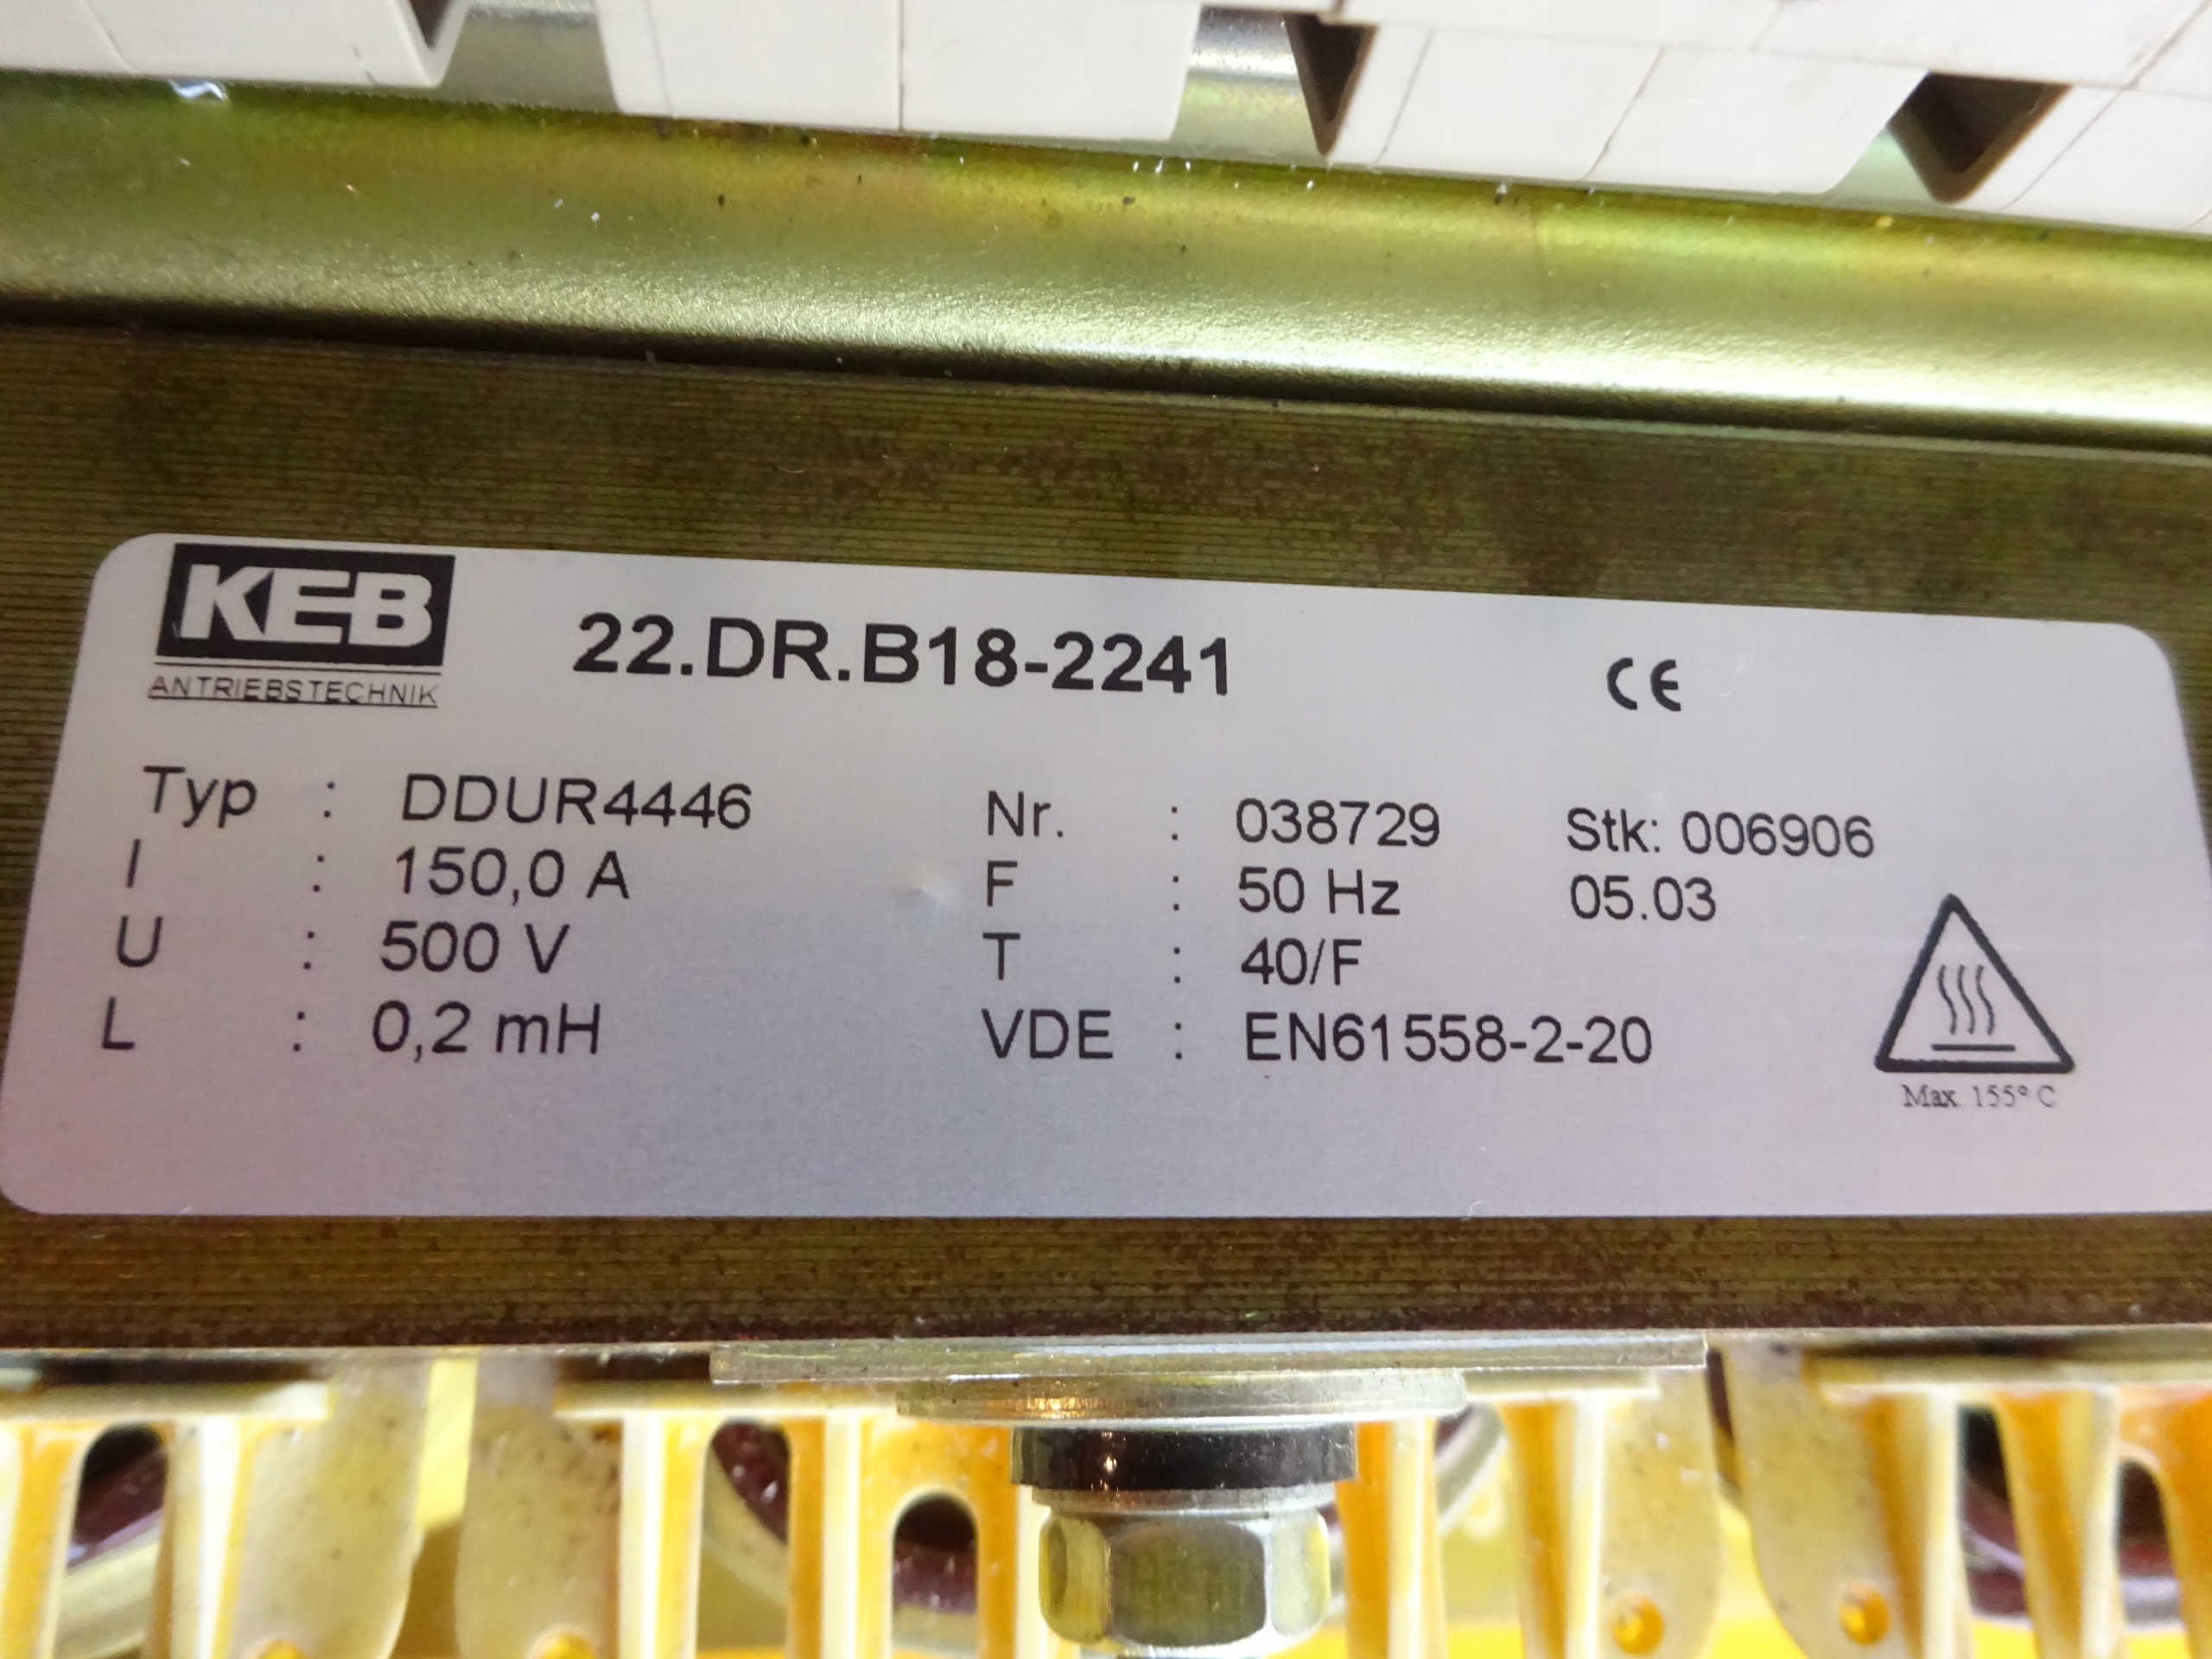 KEB
ANTRIEBSTECHNIK
22.DR.B18-2241
CE
Typ : DDUR4446 Nr. : 038729 Stk: 006906
I : 150,0 A F : 50 Hz 05.03
U : 500 V T : 40/F
L : 0,2 mH VDE : EN61558-2-20
Max. 155° C